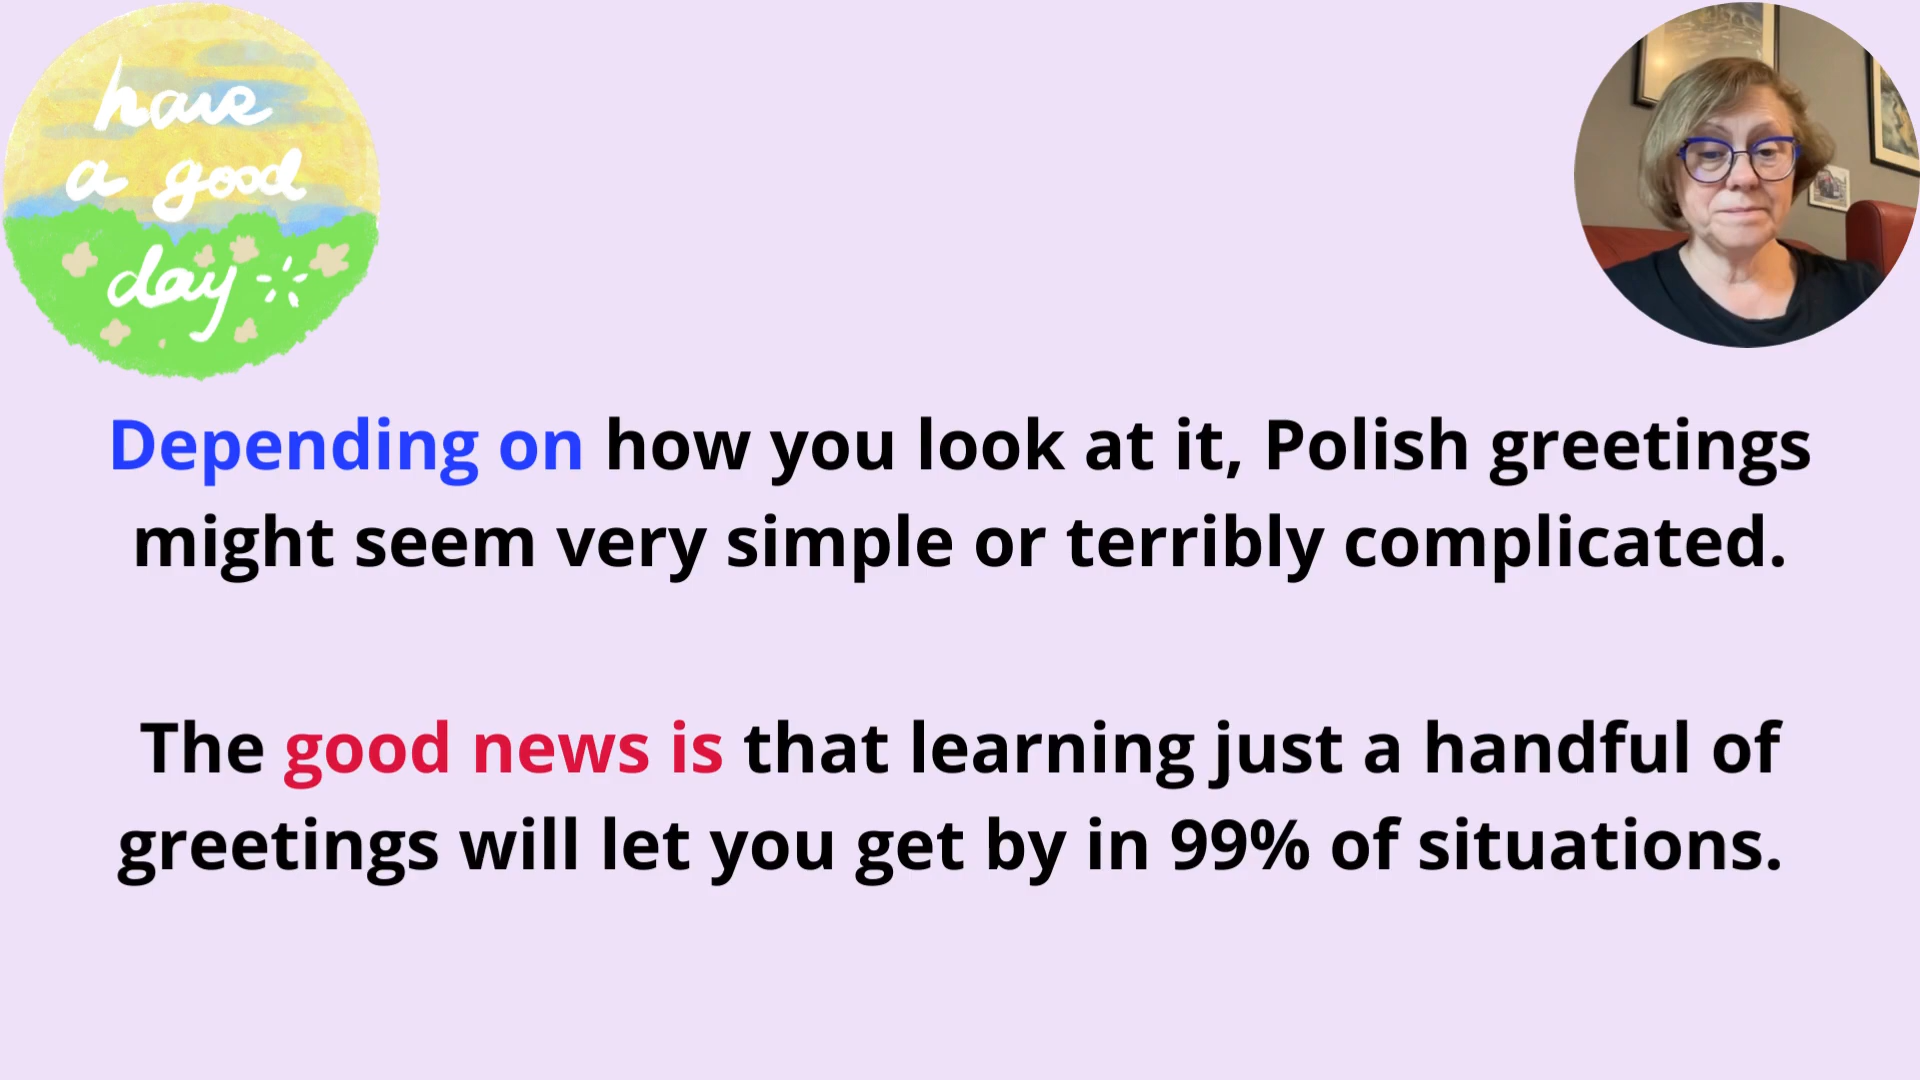 have
a good
day
Depending on how you look at it, Polish greetings
might seem very simple or terribly complicated.
The good news is that learning just a handful of
greetings will let you get by in 99% of situations.